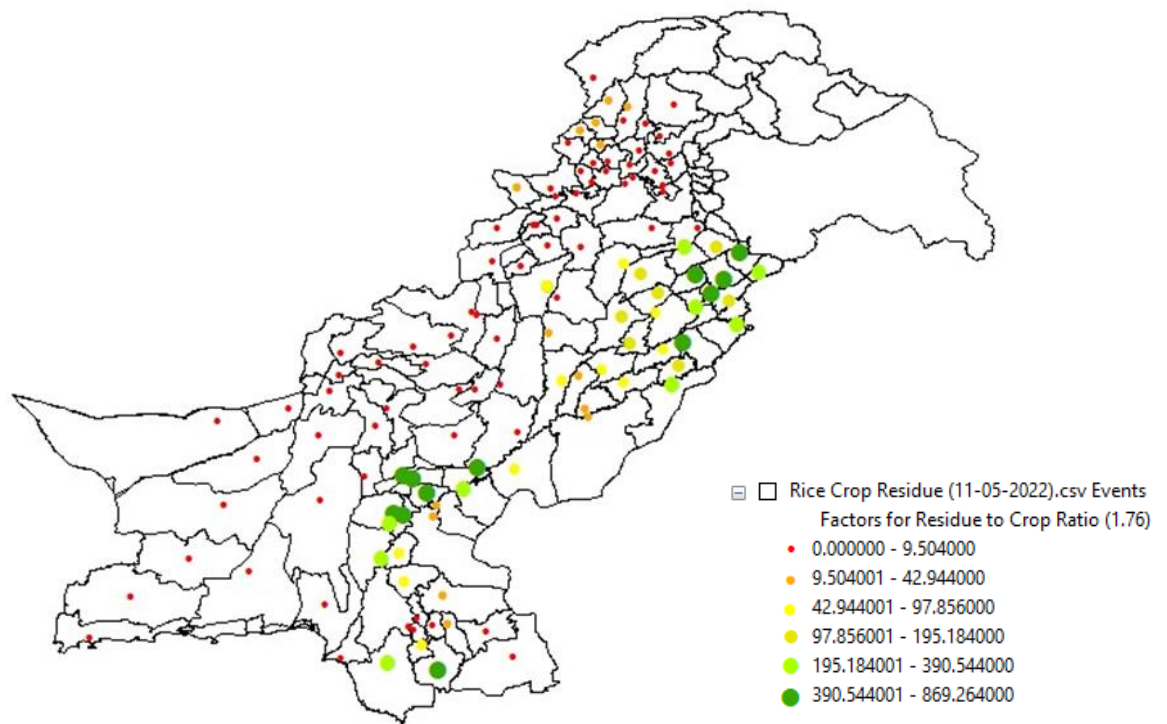 Rice Crop Residue (11-05-2022).csv Events
Factors for Residue to Crop Ratio (1.76)
0.000000 - 9.504000
9.504001 - 42.944000
42.944001 - 97.856000
97.856001 - 195.184000
195.184001 - 390.544000
390.544001 - 869.264000